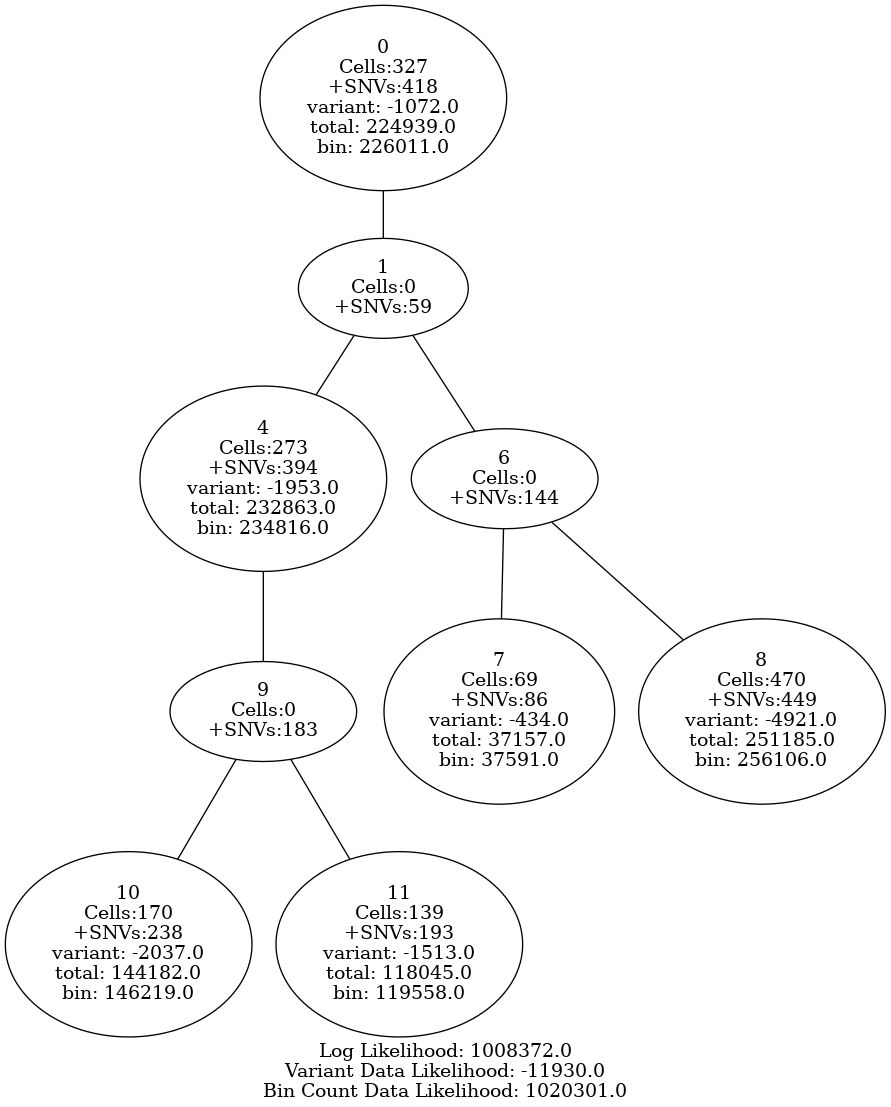 0
Cells:327
+SNVs:418
variant: -1072.0
total: 224939.0
bin: 226011.0
1
Cells:0
+SNVs:59
4
Cells:273
+SNVs:394
variant: -1953.0
total: 232863.0
bin: 234816.0
6
Cells:0
+SNVs:144
9
Cells:0
+SNVs:183
7
Cells:69
+SNVs:86
variant: -434.0
total: 37157.0
bin: 37591.0
8
Cells:470
+SNVs:449
variant: -4921.0
total: 251185.0
bin: 256106.0
10
Cells:170
+SNVs:238
variant: -2037.0
total: 144182.0
bin: 146219.0
11
Cells:139
+SNVs:193
variant: -1513.0
total: 118045.0
bin: 119558.0
Log Likelihood: 1008372.0
Variant Data Likelihood: -11930.0
Bin Count Data Likelihood: 1020301.0